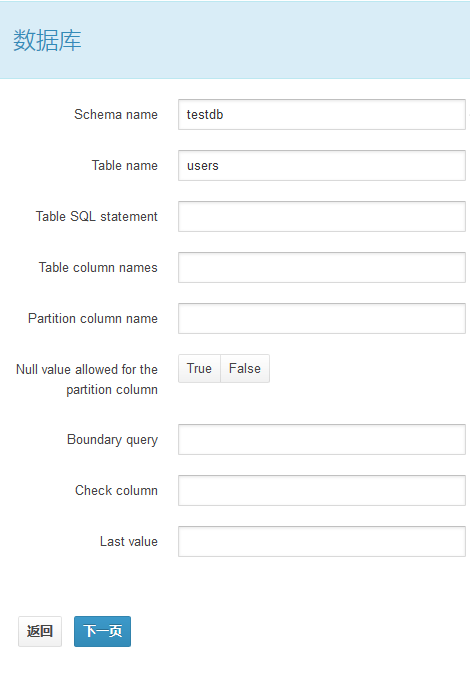 数据库
Schema name
testdb
Table name
users
Table SQL statement
Table column names
Partition column name
Null value allowed for the
partition column
True False
Boundary query
Check column
Last value
返回 下一页